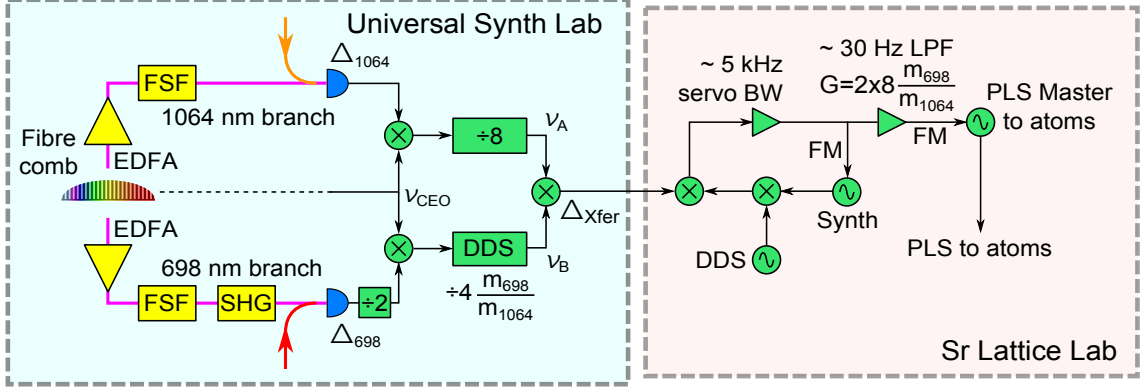 Universal Synth Lab
Δ1064
FSF
1064 nm branch
Fibre
comb
EDFA
νCEO
÷8
νA
ΔXfer
EDFA
698 nm branch
FSF
SHG
÷2
Δ698
DDS
νB
÷4 m698/m1064
~ 5 kHz
servo BW
~ 30 Hz LPF
G=2x8 m698/m1064
PLS Master
to atoms
FM
FM
Synth
DDS
PLS to atoms
Sr Lattice Lab